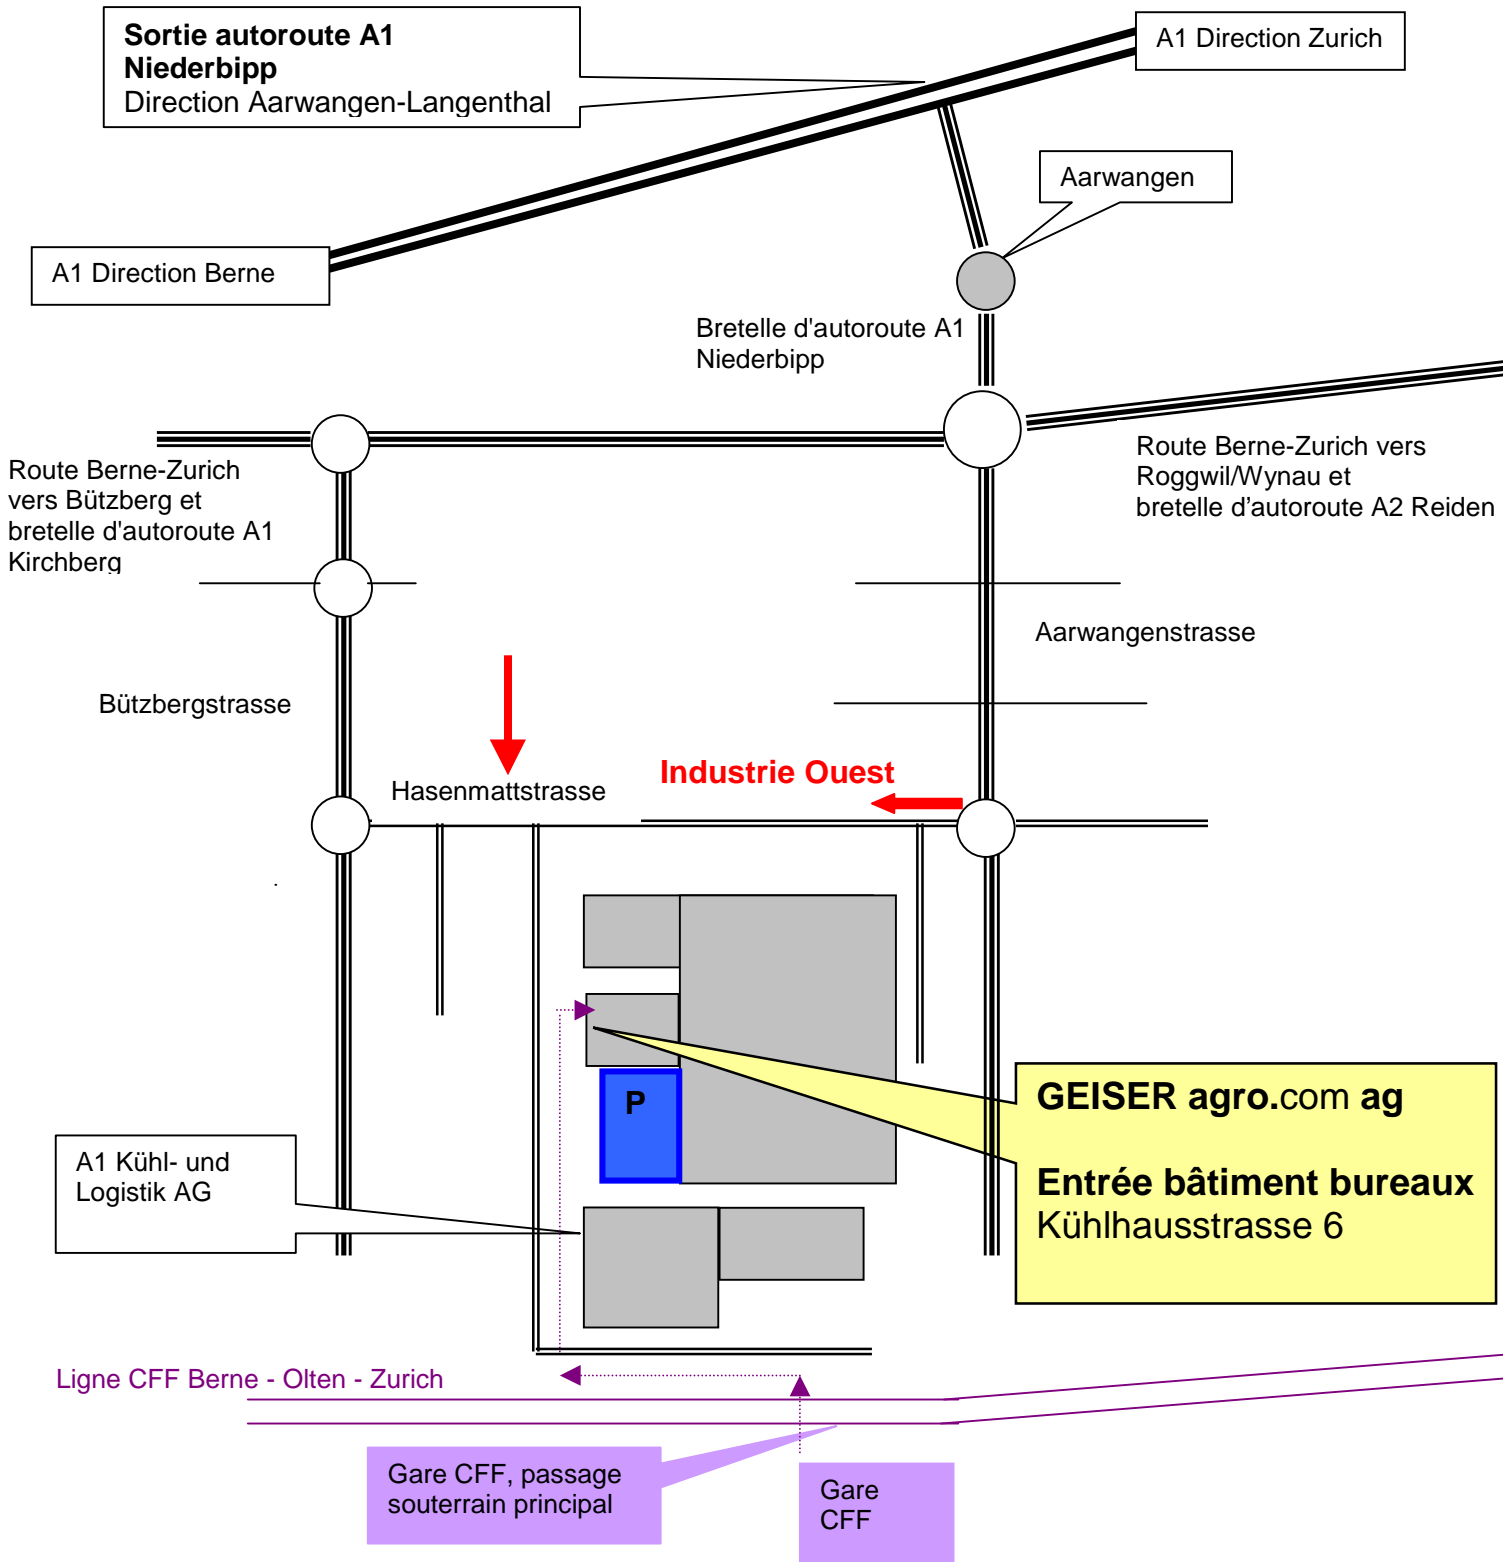 Sortie autoroute A1
Niederbipp
Direction Aarwangen-Langenthal
A1 Direction Zurich
Aarwangen
A1 Direction Berne
Bretelle d'autoroute A1
Niederbipp
Route Berne-Zurich
vers Bützberg et
bretelle d'autoroute A1
Kirchberg
Route Berne-Zurich vers
Roggwil/Wynau et
bretelle d’autoroute A2 Reiden
Aarwangenstrasse
Bützbergstrasse
Industrie Ouest
Hasenmattstrasse
P
GEISER agro.com ag
Entrée bâtiment bureaux
Kühlhausstrasse 6
A1 Kühl- und
Logistik AG
Ligne CFF Berne - Olten - Zurich
Gare CFF, passage
souterrain principal
Gare
CFF